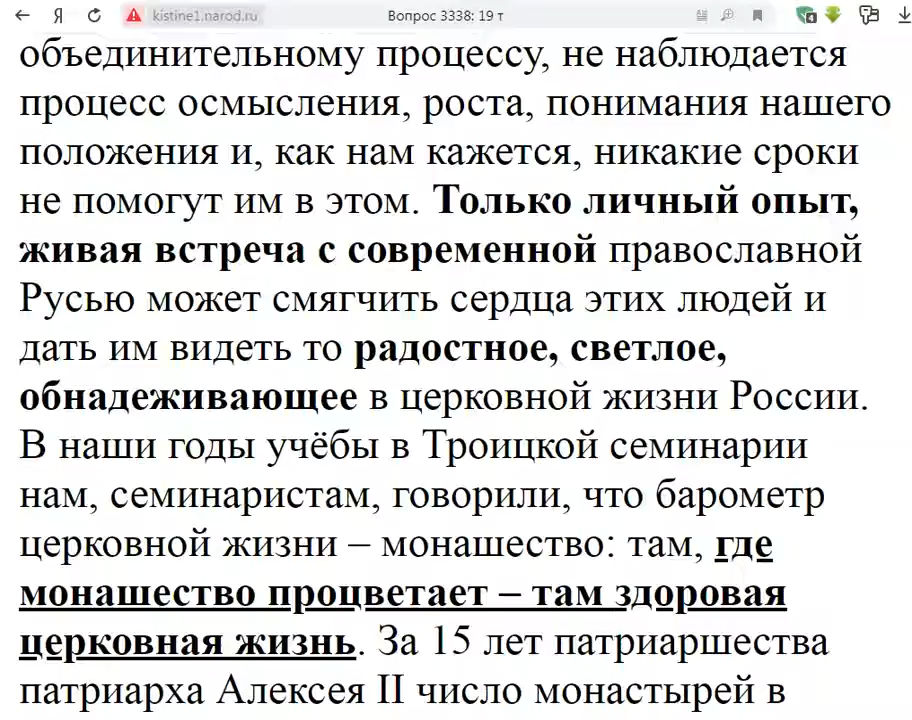 Я kistine1.narod.ru Вопрос 3338: 19 т 4
объединительному процессу, не наблюдается
процесс осмысления, роста, понимания нашего
положения и, как нам кажется, никакие сроки
не помогут им в этом. Только личный опыт,
живая встреча с современной православной
Русью может смягчить сердца этих людей и
дать им видеть то радостное, светлое,
обнадеживающее в церковной жизни России.
В наши годы учёбы в Троицкой семинарии
нам, семинаристам, говорили, что барометр
церковной жизни – монашество: там, где
монашество процветает – там здоровая
церковная жизнь. За 15 лет патриаршества
патриарха Алексея II число монастырей в